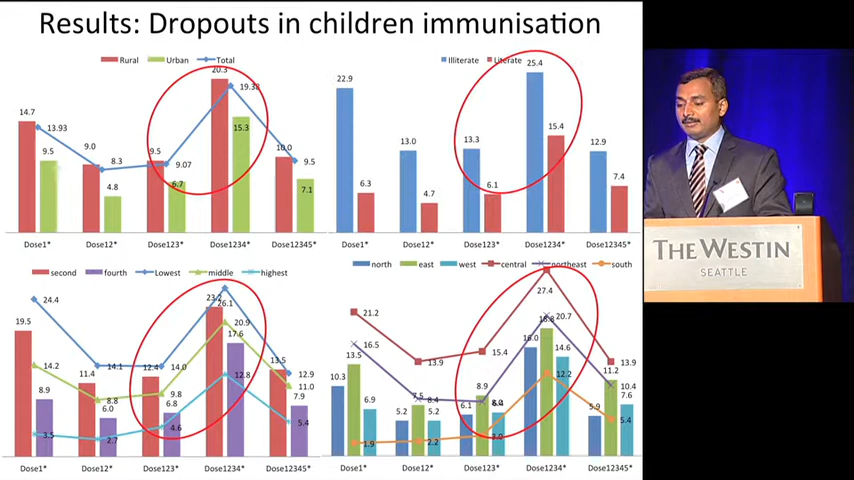 Results: Dropouts in children immunisation
Rural Urban Total
14.7 13.93 9.5
9.0 8.3 4.8
9.5 9.07 6.7
20.3 19.38 15.3
10.0 9.5 7.1
Dose1* Dose12* Dose123* Dose1234* Dose12345*
Illiterate Literate
22.9 6.3
13.0 4.7
13.3 6.1
25.4 15.4
12.9 7.4
Dose1* Dose12* Dose123* Dose1234* Dose12345*
second fourth Lowest middle highest
24.4 19.5 14.2 8.9 3.5
14.1 11.4 8.8 6.0 2.7
12.4 14.0 9.8 6.8 4.6
23.2 26.1 20.9 17.6 12.8
13.5 12.9 11.0 7.9 5.4
Dose1* Dose12* Dose123* Dose1234* Dose12345*
north east west central northeast south
21.2 16.5 13.5 10.3 6.9 1.9
13.9 7.5 8.4 5.2 5.2 2.2
15.4 8.9 6.1 3.0
27.4 18.8 20.7 16.0 14.6 12.2
13.9 11.2 10.4 7.6 5.9 5.4
Dose1* Dose12* Dose123* Dose1234* Dose12345*
THE WESTIN
SEATTLE